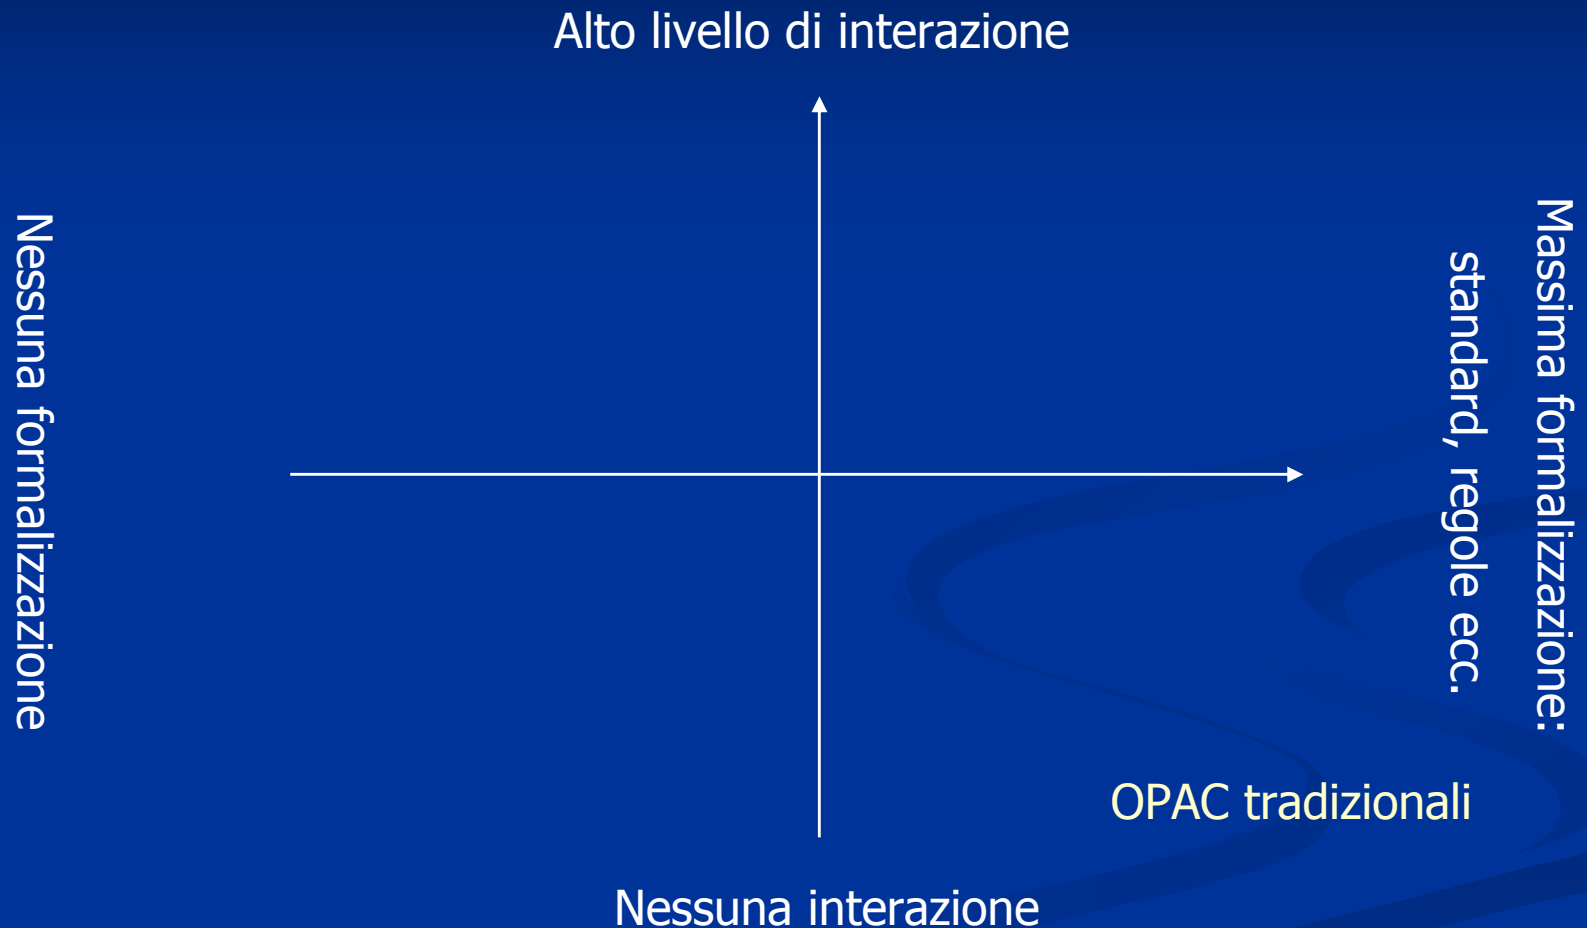 Alto livello di interazione
Nessuna formalizzazione
Massima formalizzazione:
standard, regole ecc.
OPAC tradizionali
Nessuna interazione